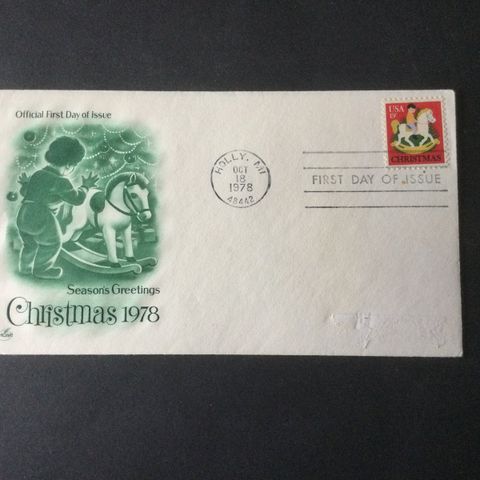 Official First Day of Issue
Season's Greetings
Christmas 1978
HOLLY, MI
OCT
18
1978
48442
FIRST DAY OF ISSUE
USA
15¢
CHRISTMAS